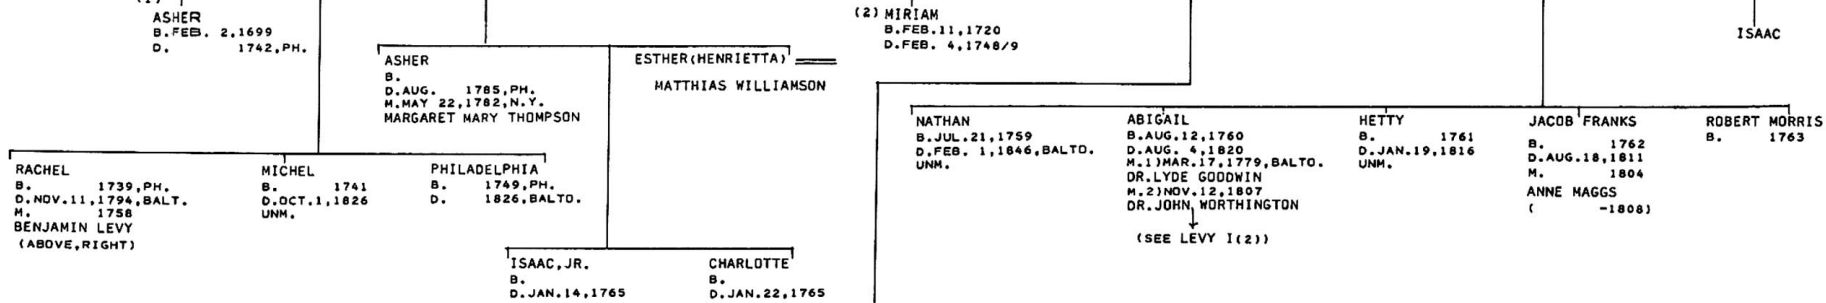 (1)
ASHER
B.FEB. 2,1699
D. 1742,PH.
(2) MIRIAM
B.FEB.11,1720
D.FEB. 4,1748/9
ISAAC
ASHER
B.
D.AUG. 1785,PH.
M.MAY 22,1782,N.Y.
MARGARET MARY THOMPSON
ESTHER(HENRIETTA)
MATTHIAS WILLIAMSON
NATHAN
B.JUL.21,1759
D.FEB. 1,1846,BALTO.
UNM.
ABIGAIL
B.AUG.12,1760
D.AUG. 4,1820
M.1)MAR.17,1779,BALTO.
DR.LYDE GOODWIN
M.2)NOV.12,1807
DR.JOHN WORTHINGTON
(SEE LEVY I(2))
HETTY
B. 1761
D.JAN.19,1816
UNM.
JACOB FRANKS
B. 1762
D.AUG.18,1811
M. 1804
ANNE MAGGS
( -1808)
ROBERT MORRIS
B. 1763
RACHEL
B. 1739,PH.
D.NOV.11,1794,BALT.
M. 1758
BENJAMIN LEVY
(ABOVE,RIGHT)
MICHEL
B. 1741
D.OCT.1,1826
UNM.
PHILADELPHIA
B. 1749,PH.
D. 1826,BALTO.
ISAAC,JR.
B.
D.JAN.14,1765
CHARLOTTE
B.
D.JAN.22,1765